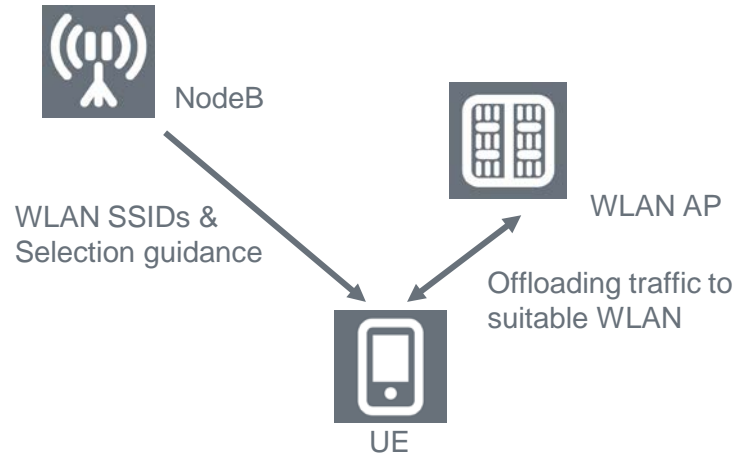 NodeB
WLAN AP
WLAN SSIDs &
Selection guidance
Offloading traffic to
suitable WLAN
UE